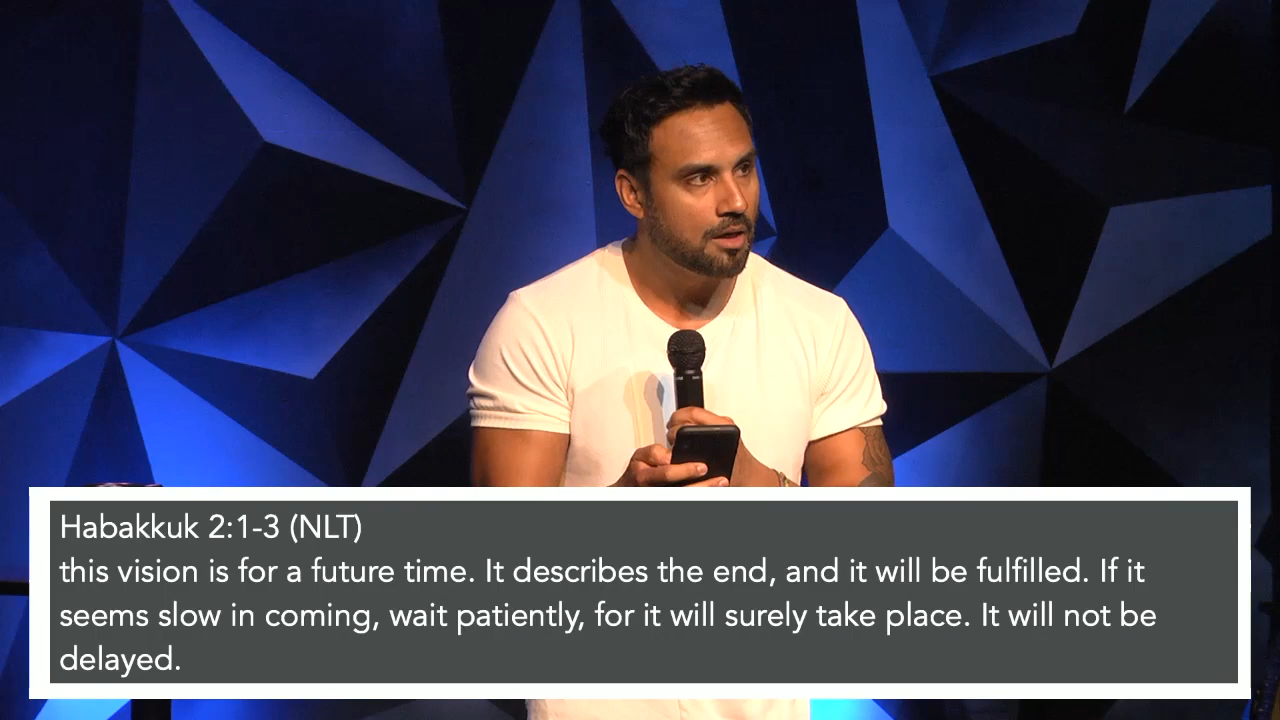 Habakkuk 2:1-3 (NLT)
this vision is for a future time. It describes the end, and it will be fulfilled. If it
seems slow in coming, wait patiently, for it will surely take place. It will not be
delayed.